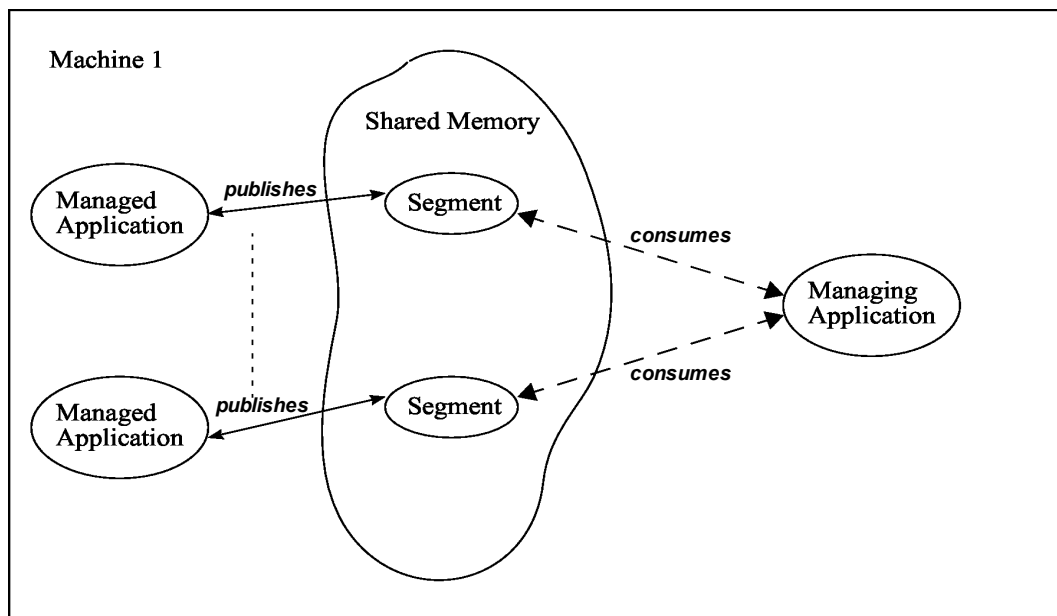 Machine 1
Shared Memory
Managed
Application
publishes
Segment
consumes
Managing
Application
Managed
Application
publishes
Segment
consumes